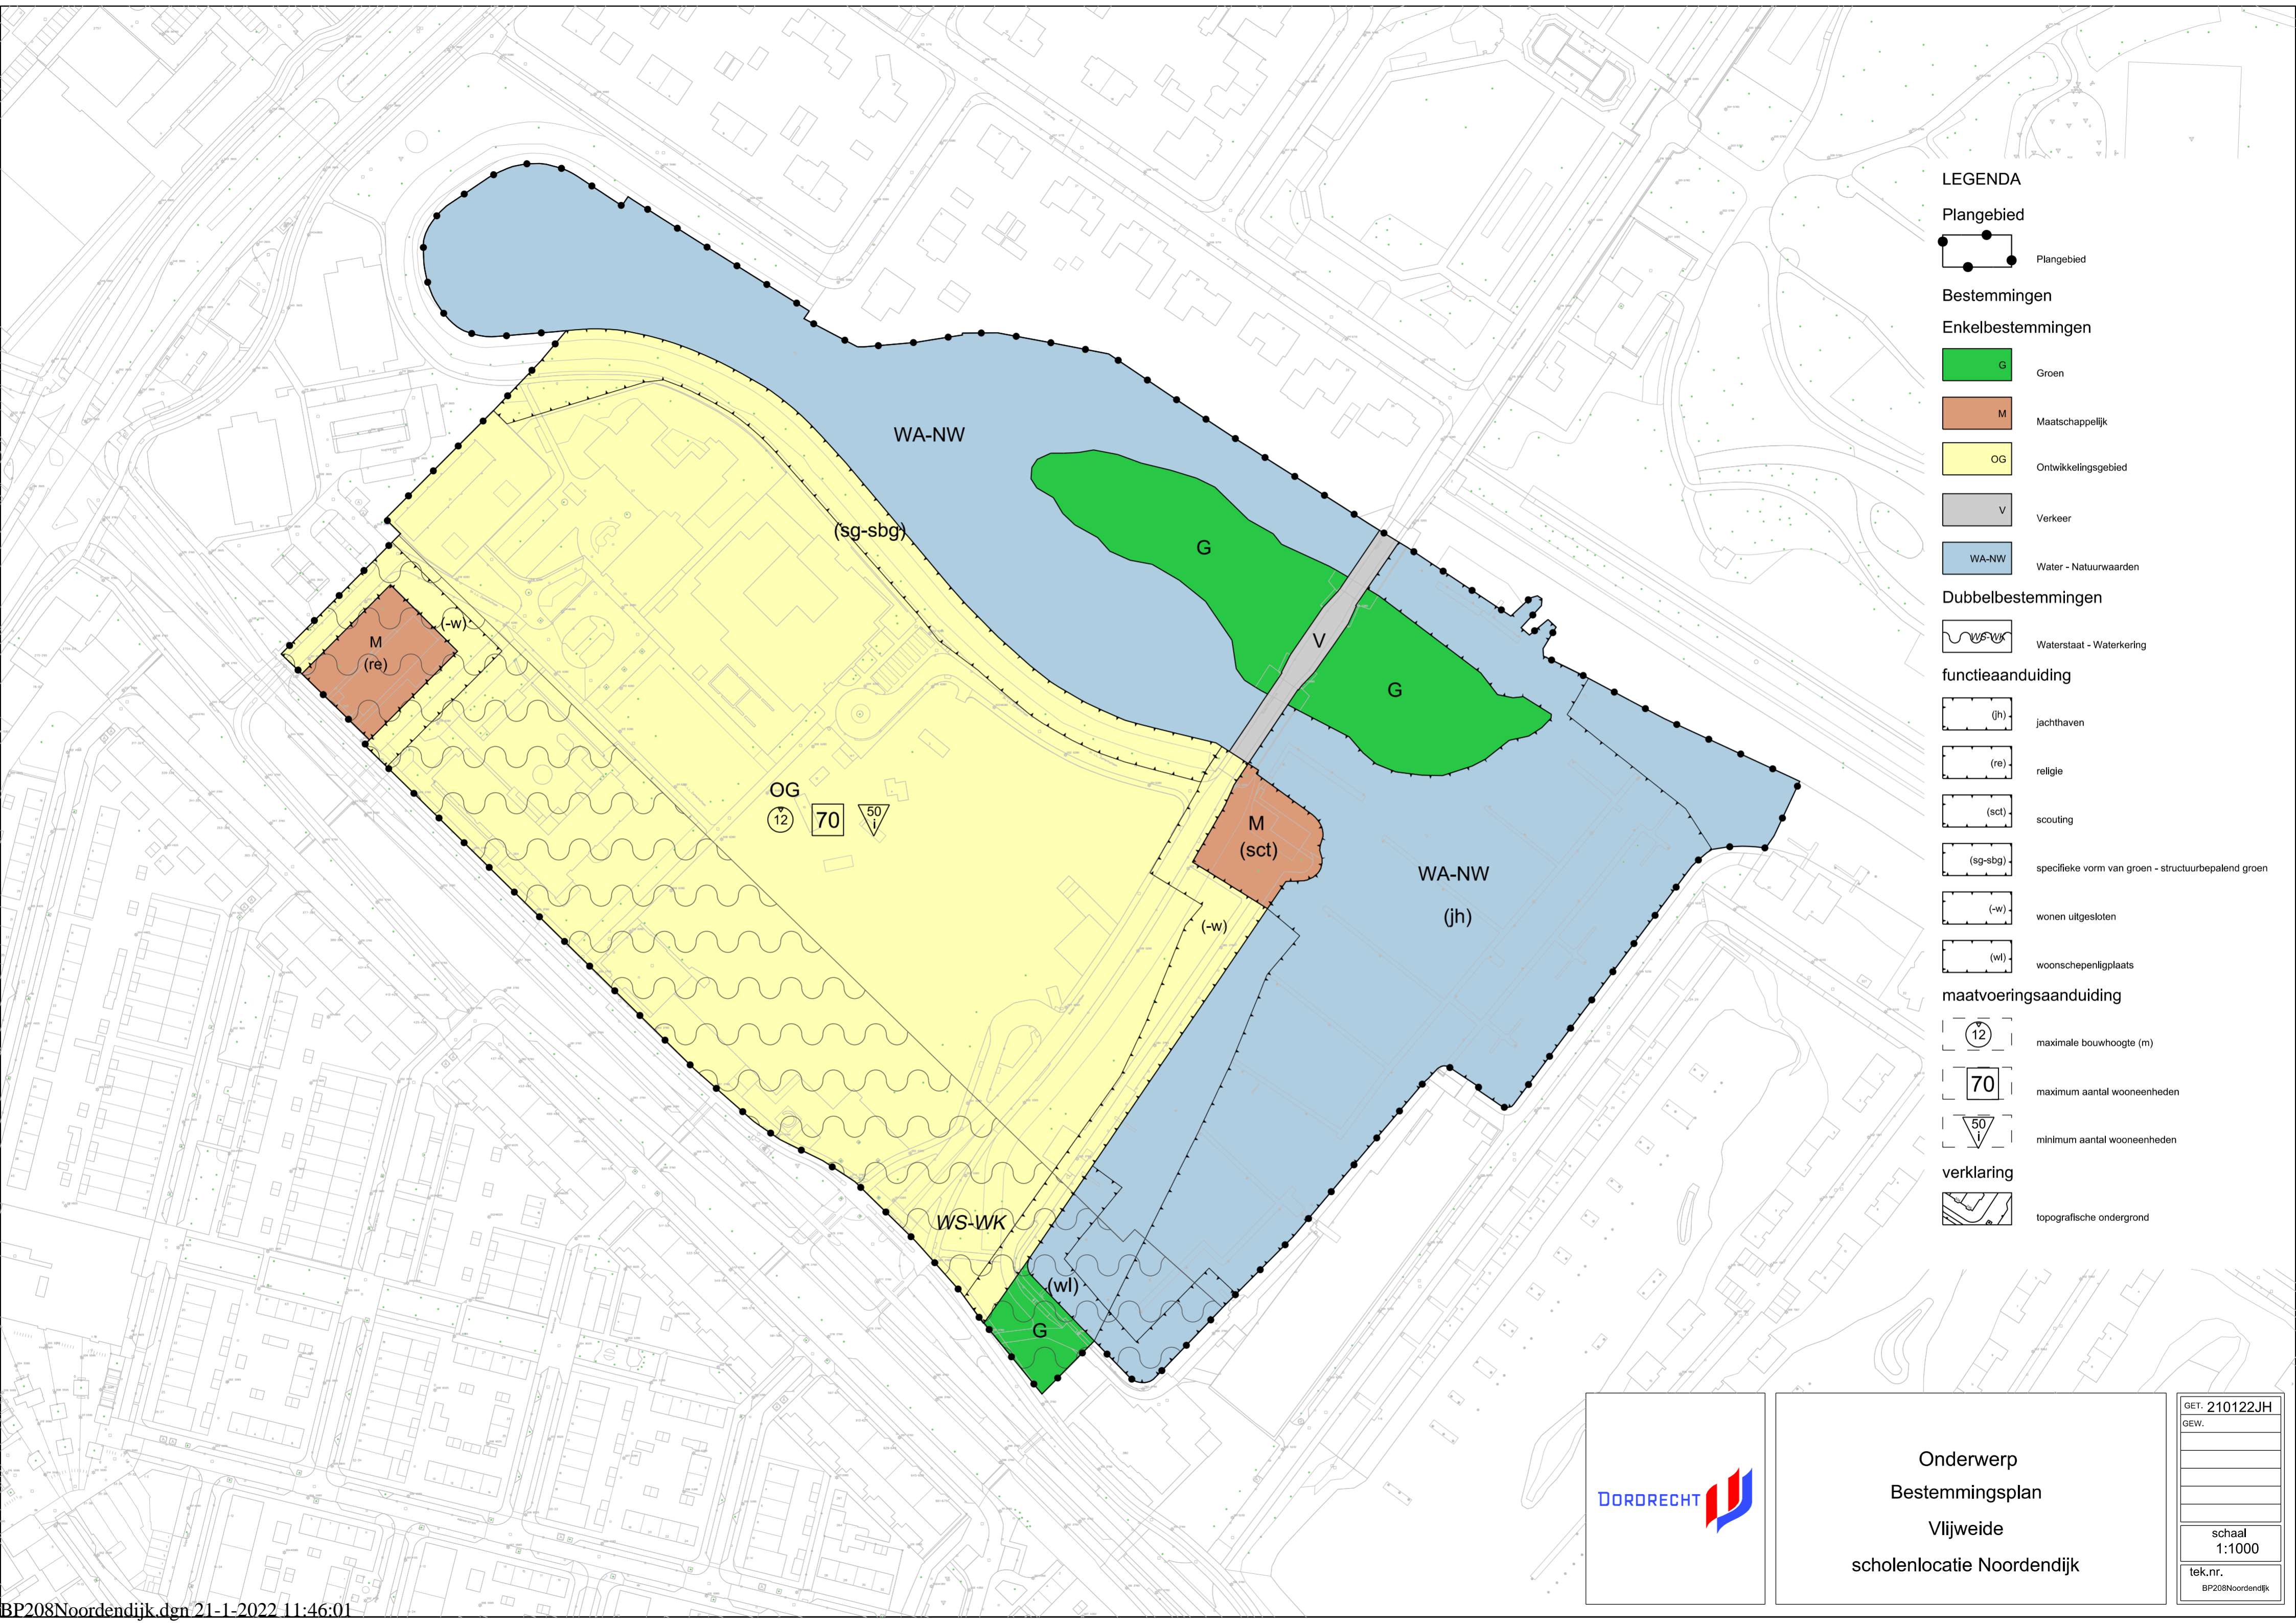 WA-NW
(sg-sbg)
G
V
G
M
(re)
(-w)
OG
12
70
50
i
M
(sct)
WA-NW
(jh)
(-w)
WS-WK
(wl)
G
LEGENDA
Plangebied
Plangebied
Bestemmingen
Enkelbestemmingen
G Groen
M Maatschappelijk
OG Ontwikkelingsgebied
V Verkeer
WA-NW Water - Natuurwaarden
Dubbelbestemmingen
WS-WK Waterstaat - Waterkering
functieaanduiding
(jh) jachthaven
(re) religie
(sct) scouting
(sg-sbg) specifieke vorm van groen - structuurbepalend groen
(-w) wonen uitgesloten
(wl) woonschepenligplaats
maatvoeringsaanduiding
12 maximale bouwhoogte (m)
70 maximum aantal wooneenheden
50 i minimum aantal wooneenheden
verklaring
topografische ondergrond
DORDRECHT
Onderwerp
Bestemmingsplan
Vlijweide
scholenlocatie Noordendijk
GET. 210122JH
GEW.
schaal
1:1000
tek.nr.
BP208Noordendijk
BP208Noordendijk.dgn 21-1-2022 11:46:01